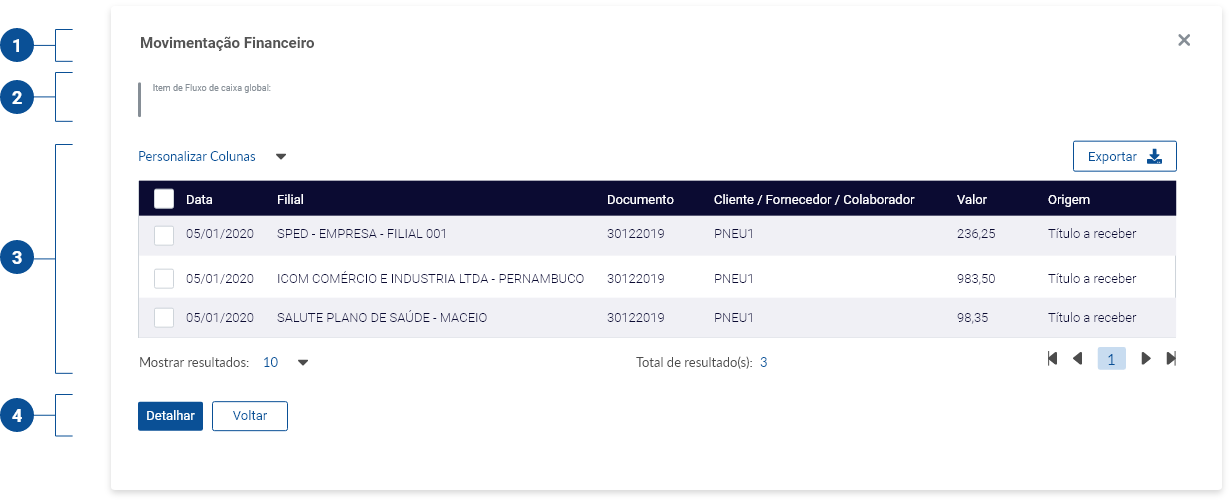 1
Movimentação Financeiro
×
2
Item de Fluxo de caixa global:
Personalizar Colunas
Exportar
3
Data Filial Documento Cliente / Fornecedor / Colaborador Valor Origem
05/01/2020 SPED - EMPRESA - FILIAL 001 30122019 PNEU1 236,25 Título a receber
05/01/2020 ICOM COMÉRCIO E INDUSTRIA LTDA - PERNAMBUCO 30122019 PNEU1 983,50 Título a receber
05/01/2020 SALUTE PLANO DE SAÚDE - MACEIO 30122019 PNEU1 98,35 Título a receber
Mostrar resultados: 10 Total de resultado(s): 3 1
4
Detalhar Voltar